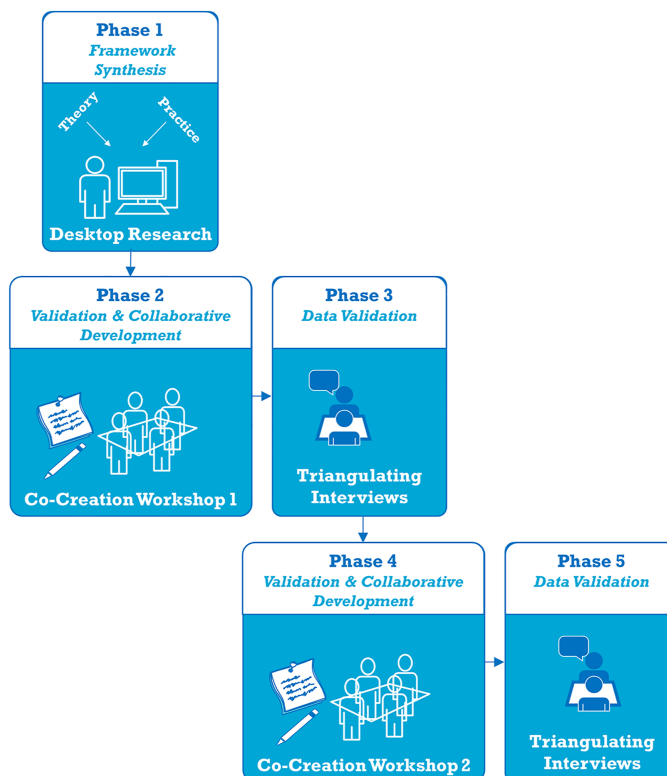 Phase 1
Framework
Synthesis
Theory
Practice
Desktop Research
Phase 2
Validation & Collaborative
Development
Co-Creation Workshop 1
Phase 3
Data Validation
Triangulating
Interviews
Phase 4
Validation & Collaborative
Development
Co-Creation Workshop 2
Phase 5
Data Validation
Triangulating
Interviews